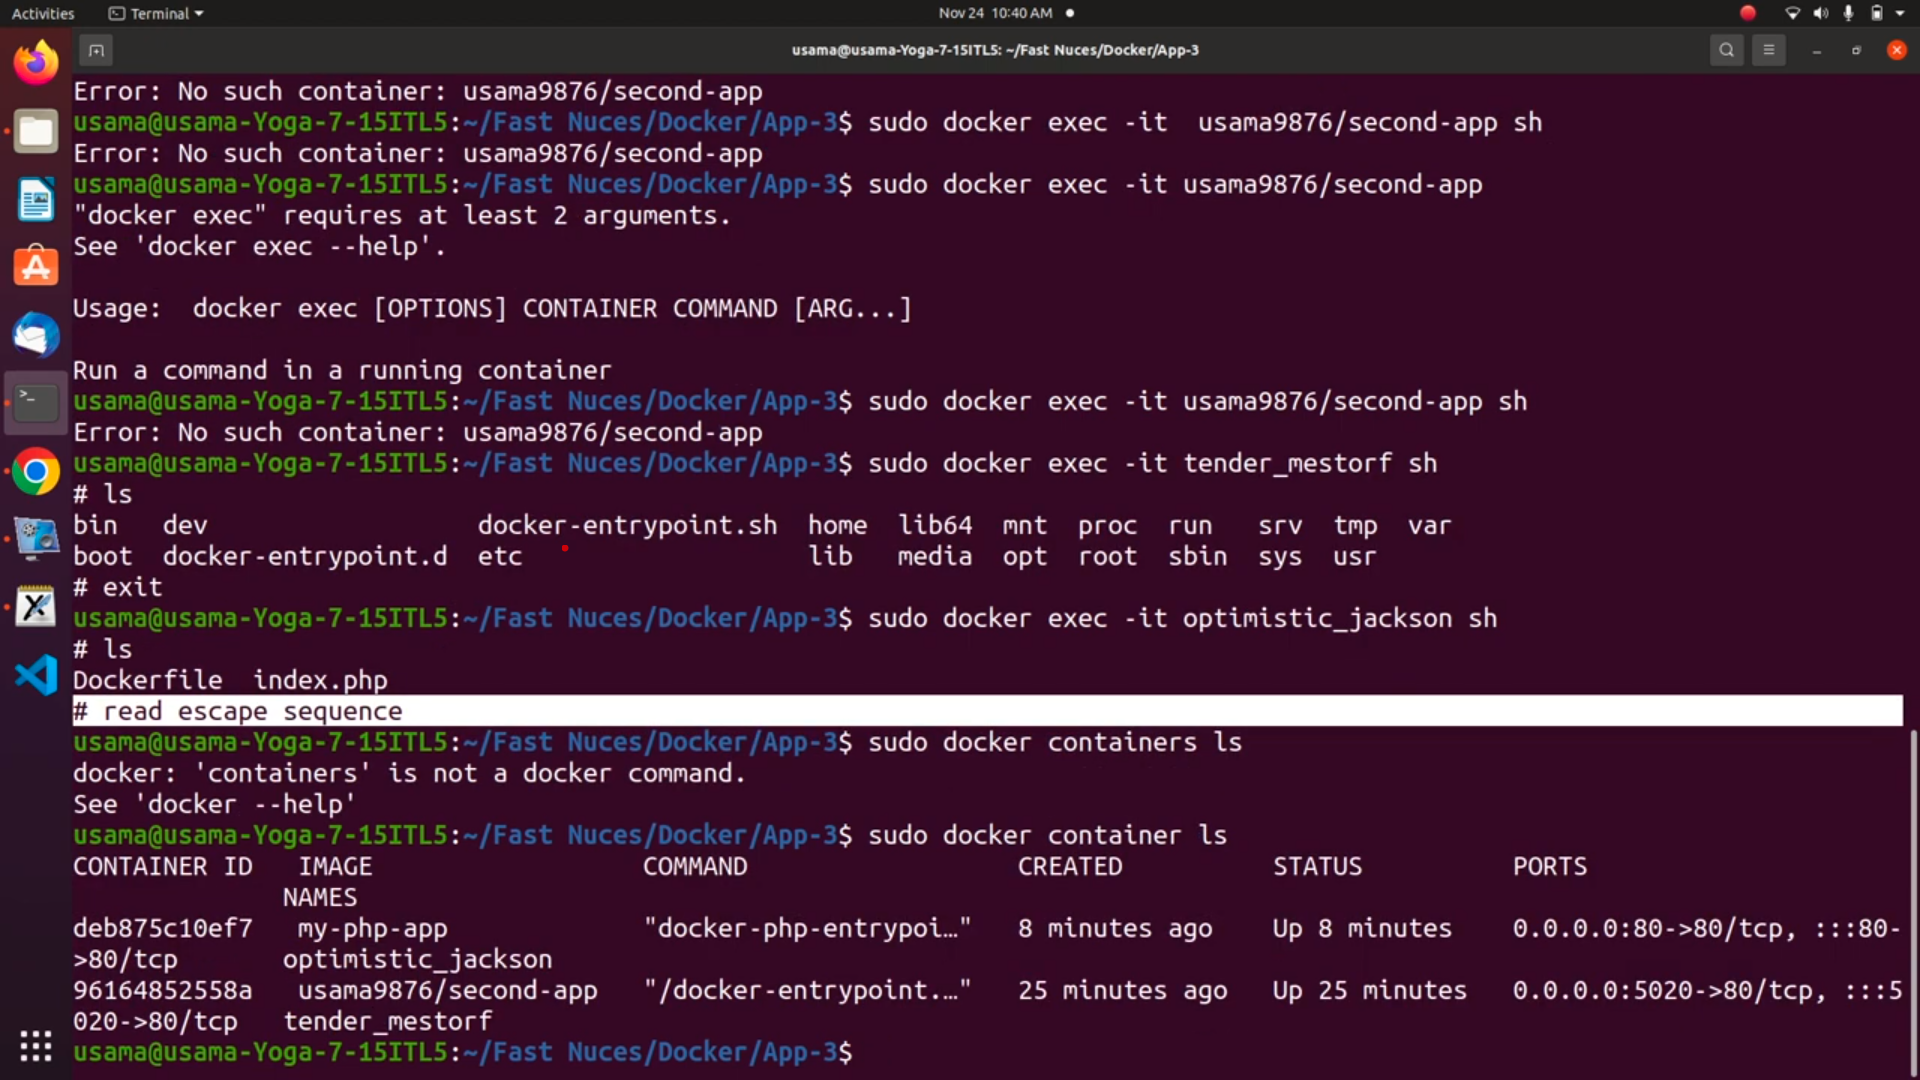 Activities Terminal Nov 24 10:40 AM
usama@usama-Yoga-7-15ITL5: ~/Fast Nuces/Docker/App-3
Error: No such container: usama9876/second-app
usama@usama-Yoga-7-15ITL5:~/Fast Nuces/Docker/App-3$ sudo docker exec -it  usama9876/second-app sh
Error: No such container: usama9876/second-app
usama@usama-Yoga-7-15ITL5:~/Fast Nuces/Docker/App-3$ sudo docker exec -it usama9876/second-app
"docker exec" requires at least 2 arguments.
See 'docker exec --help'.
Usage:  docker exec [OPTIONS] CONTAINER COMMAND [ARG...]
Run a command in a running container
usama@usama-Yoga-7-15ITL5:~/Fast Nuces/Docker/App-3$ sudo docker exec -it usama9876/second-app sh
Error: No such container: usama9876/second-app
usama@usama-Yoga-7-15ITL5:~/Fast Nuces/Docker/App-3$ sudo docker exec -it tender_mestorf sh
# ls
bin   dev                  docker-entrypoint.sh  home  lib64  mnt  proc  run   srv  tmp  var
boot  docker-entrypoint.d  etc                   lib   media  opt  root  sbin  sys  usr
# exit
usama@usama-Yoga-7-15ITL5:~/Fast Nuces/Docker/App-3$ sudo docker exec -it optimistic_jackson sh
# ls
Dockerfile  index.php
# read escape sequence
usama@usama-Yoga-7-15ITL5:~/Fast Nuces/Docker/App-3$ sudo docker containers ls
docker: 'containers' is not a docker command.
See 'docker --help'
usama@usama-Yoga-7-15ITL5:~/Fast Nuces/Docker/App-3$ sudo docker container ls
CONTAINER ID   IMAGE                  COMMAND                  CREATED          STATUS          PORTS
              NAMES
deb875c10ef7   my-php-app             "docker-php-entrypoi…"   8 minutes ago    Up 8 minutes    0.0.0.0:80->80/tcp, :::80-
>80/tcp       optimistic_jackson
96164852558a   usama9876/second-app   "/docker-entrypoint.…"   25 minutes ago   Up 25 minutes   0.0.0.0:5020->80/tcp, :::5
020->80/tcp   tender_mestorf
usama@usama-Yoga-7-15ITL5:~/Fast Nuces/Docker/App-3$